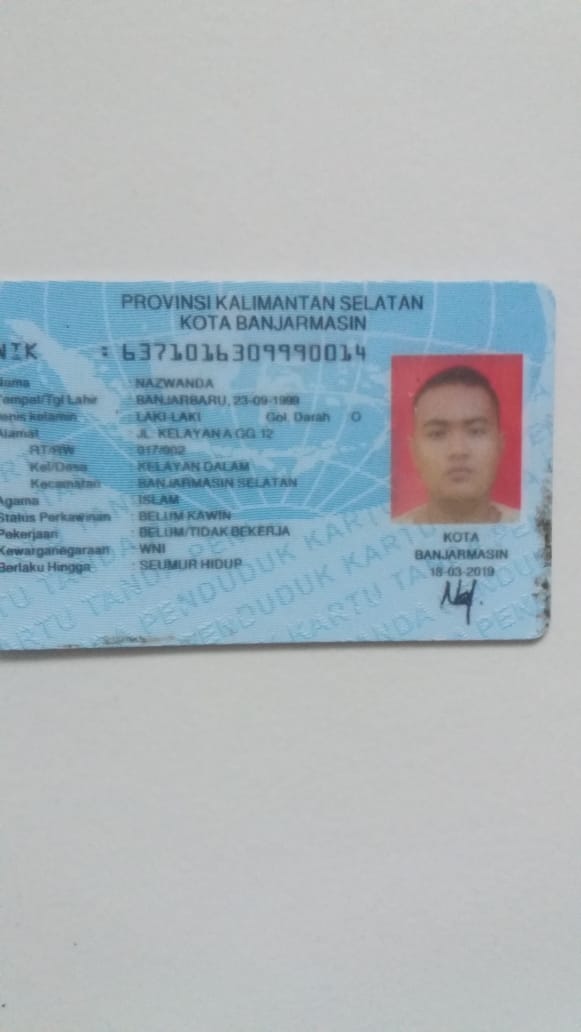 PROVINSI KALIMANTAN SELATAN
KOTA BANJARMASIN
NIK : 6371016309990014
Nama : NAZWANDA
Tempat/Tgl Lahir : BANJARBARU, 23-09-1999
Jenis kelamin : LAKI-LAKI Gol. Darah O
Alamat : JL. KELAYAN A GG 12
RT/RW : 017/002
Kel/Desa : KELAYAN DALAM
Kecamatan : BANJARMASIN SELATAN
Agama : ISLAM
Status Perkawinan : BELUM KAWIN
Pekerjaan : BELUM/TIDAK BEKERJA
Kewarganegaraan : WNI
Berlaku Hingga : SEUMUR HIDUP
KOTA
BANJARMASIN
18-03-2019